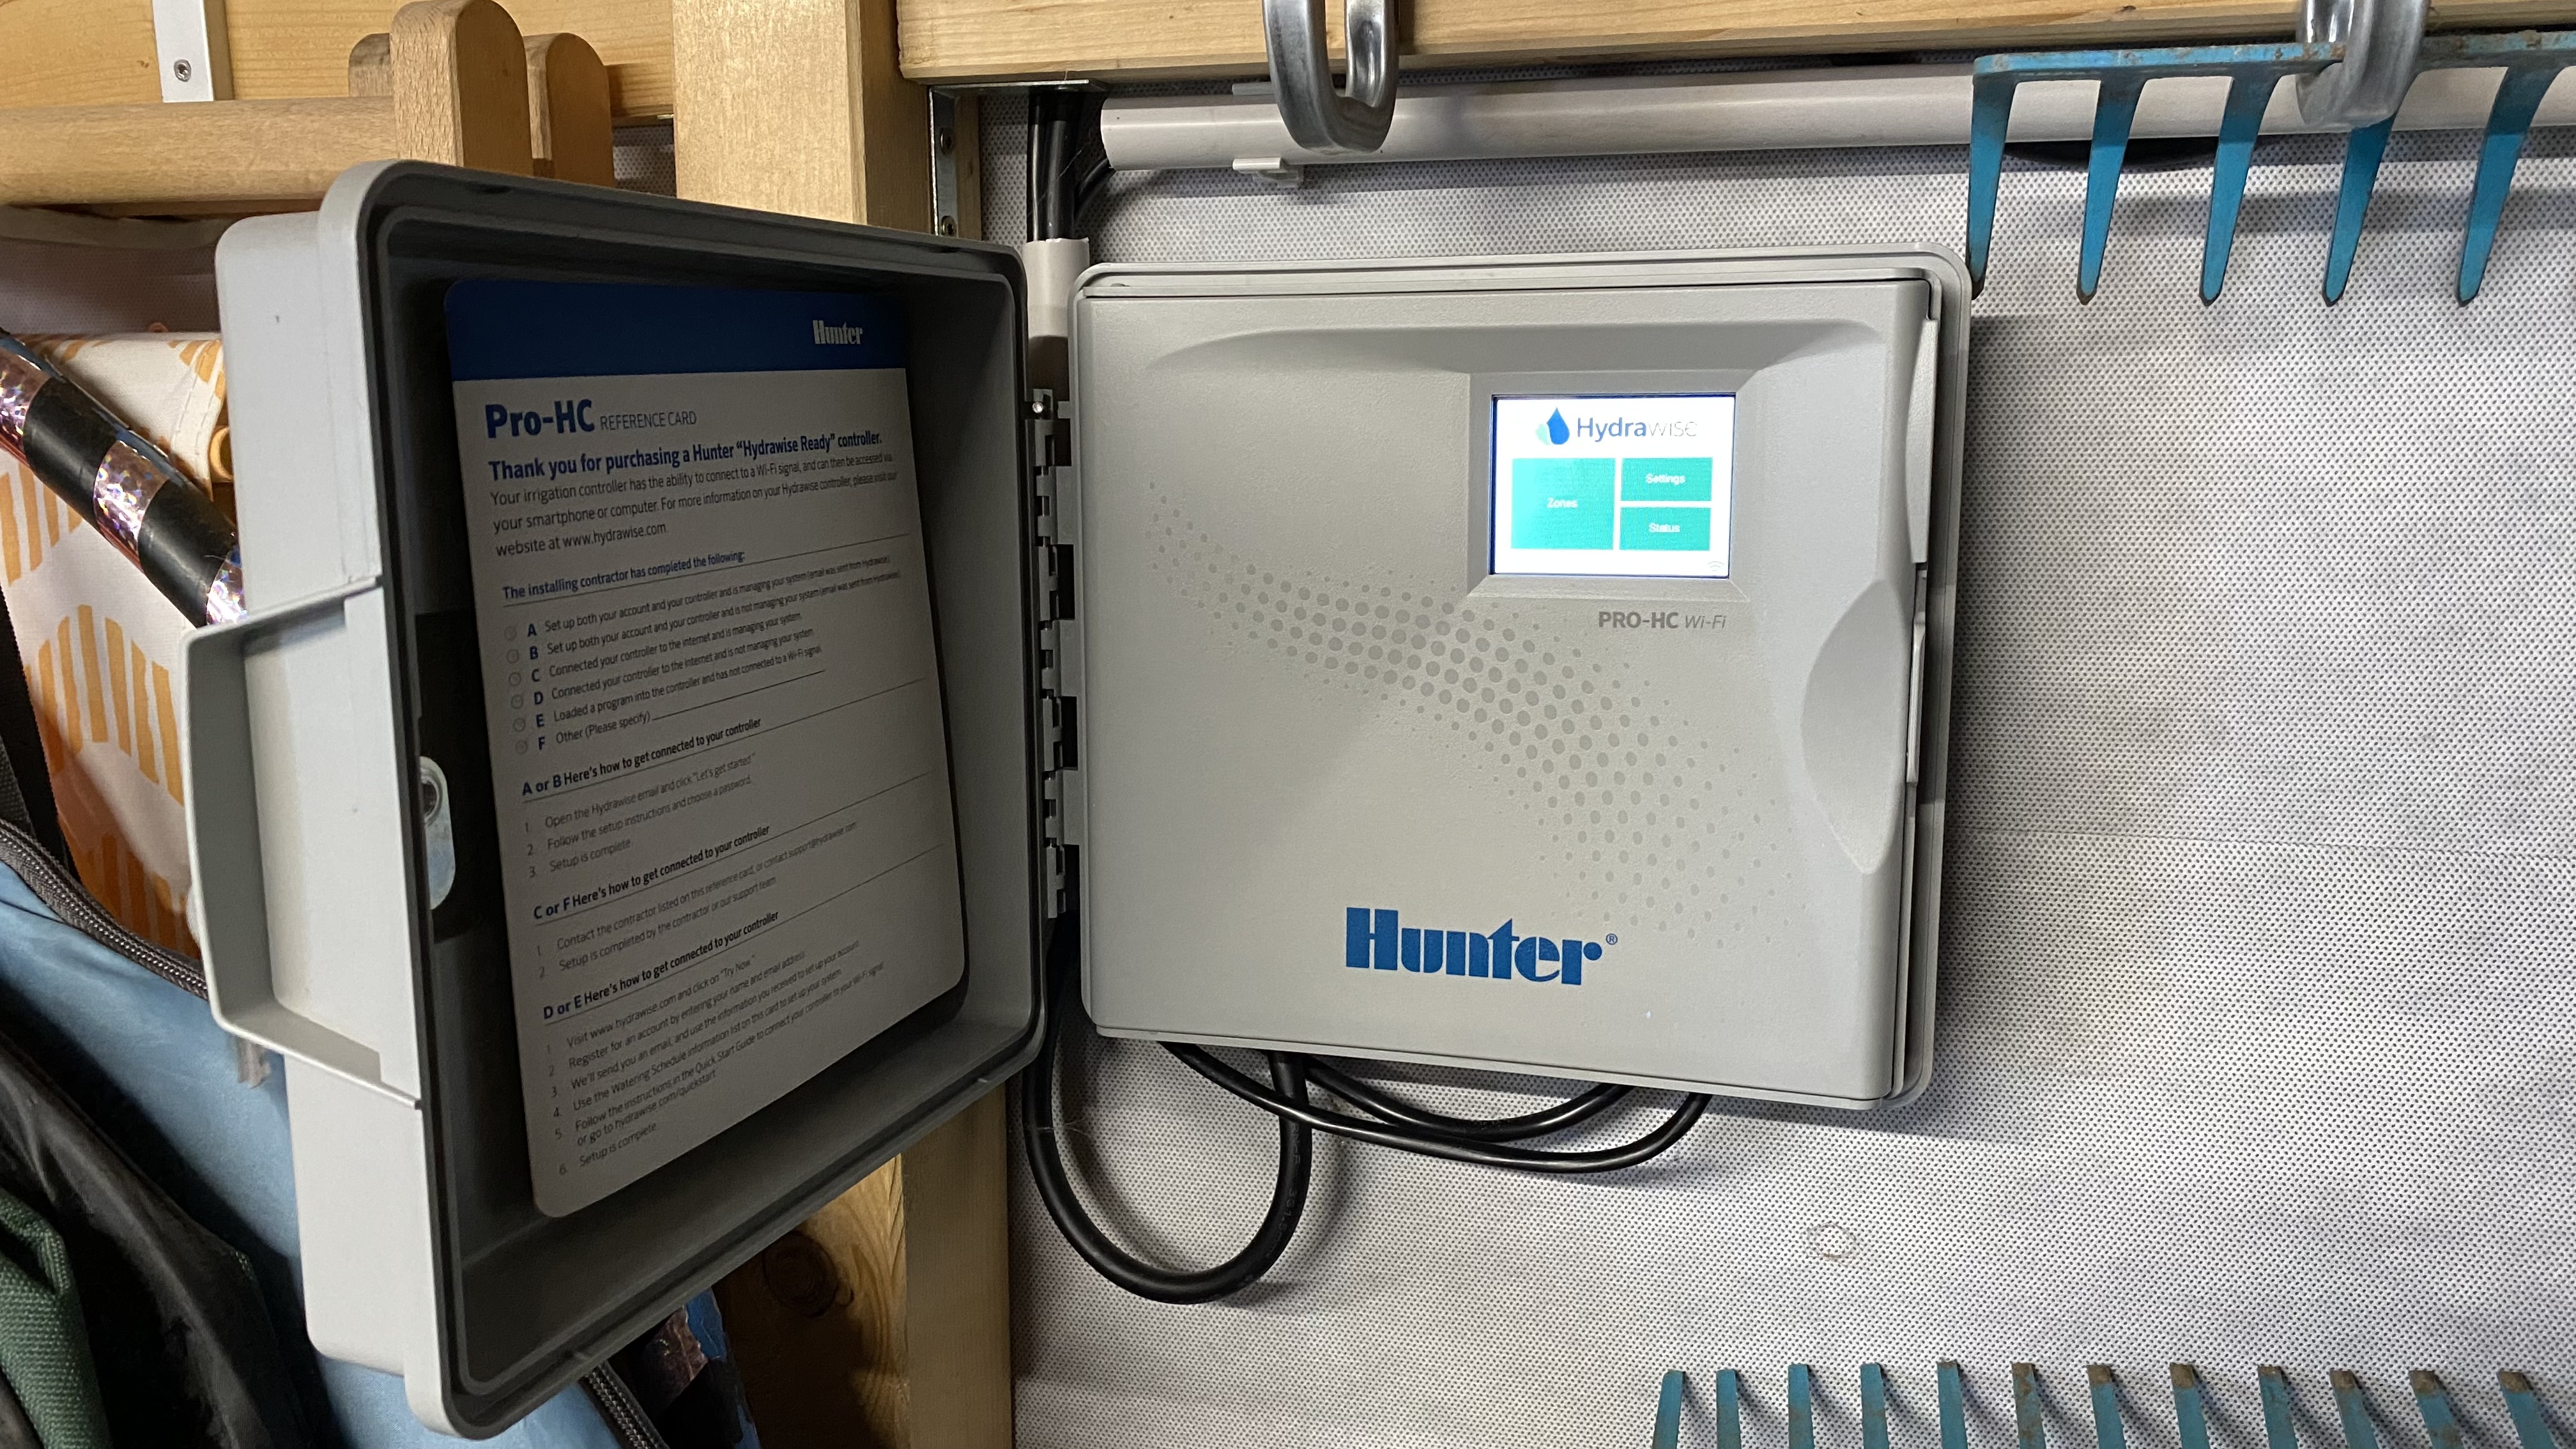 Hunter
Pro-HC REFERENCE CARD
Thank you for purchasing a Hunter “Hydrawise Ready” controller.
Your irrigation controller has the ability to connect to a Wi-Fi signal, and can then be accessed via
your smartphone or computer. For more information on your Hydrawise controller, please visit our
website at www.hydrawise.com.
The installing contractor has completed the following:
A Set up both your account and your controller and is managing your system (email was sent from Hydrawise).
B Set up both your account and your controller and is not managing your system (email was sent from Hydrawise).
C Connected your controller to the internet and is managing your system.
D Connected your controller to the internet and is not managing your system
E Loaded a program into the controller and has not connected to a Wi-Fi signal.
F Other (Please specify)
A or B Here's how to get connected to your controller
1. Open the Hydrawise email and click "Let's get started"
2. Follow the setup instructions and choose a password.
3. Setup is complete
C or F Here's how to get connected to your controller
1. Contact the contractor listed on this reference card, or contact support@hydrawise.com
2. Setup is completed by the contractor or our support team
D or E Here's how to get connected to your controller
1. Visit www.hydrawise.com and click on "Try Now."
2. Register for an account by entering your name and email address
3. We'll send you an email, and use the information you received to set up your account.
4. Use the Watering Schedule information list on this card to set up your system.
5. Follow the instructions in the Quick Start Guide to connect your controller to your Wi-Fi signal
or go to hydrawise.com/quickstart
6. Setup is complete.
Hydrawise
Zones
Settings
Status
PRO-HC Wi-Fi
Hunter®